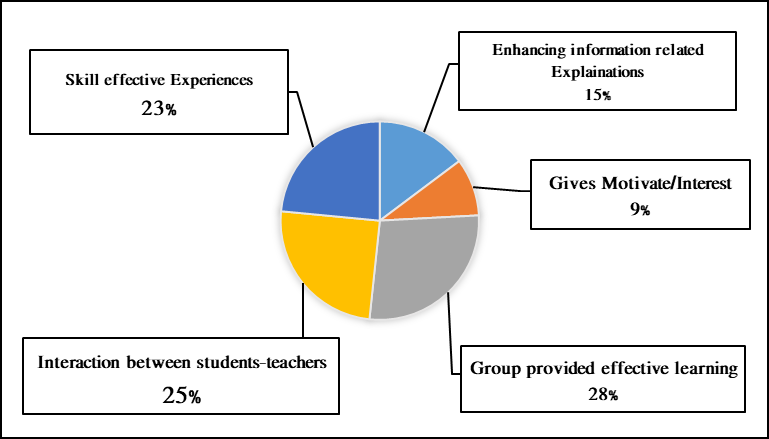 Skill effective Experiences
23%
Enhancing information related
Explainations
15%
Gives Motivate/Interest
9%
Interaction between students-teachers
25%
Group provided effective learning
28%